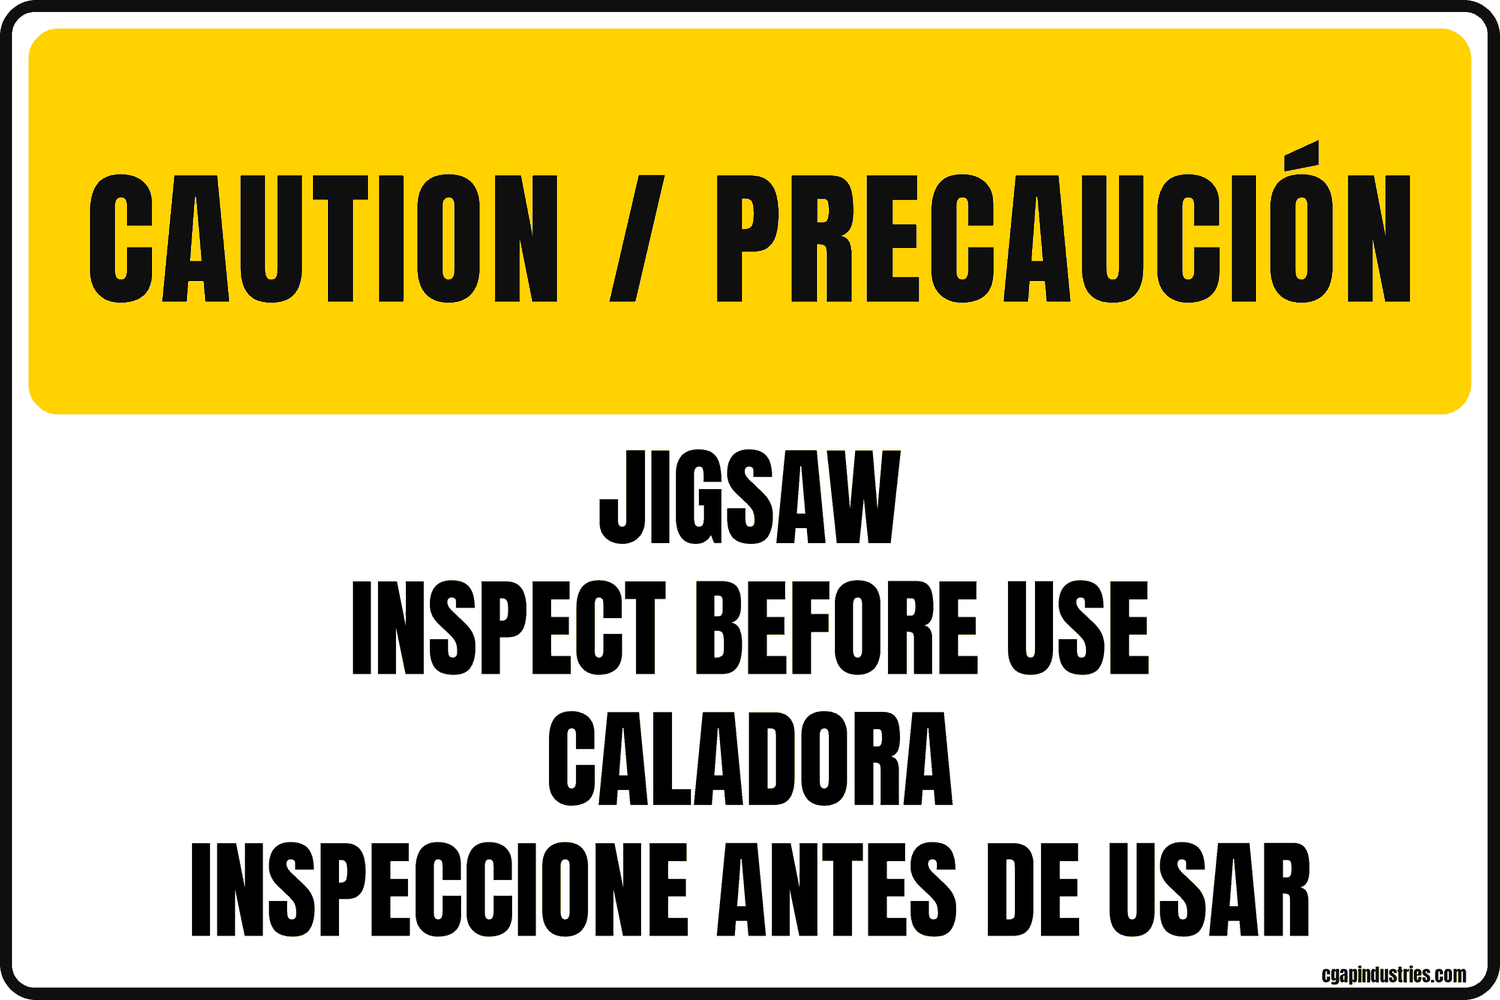 CAUTION / PRECAUCIÓN
JIGSAW
INSPECT BEFORE USE
CALADORA
INSPECCIONE ANTES DE USAR
cgapindustries.com